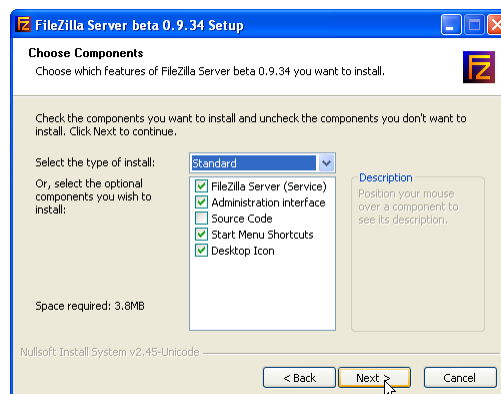 FileZilla Server beta 0.9.34 Setup
Choose Components
Choose which features of FileZilla Server beta 0.9.34 you want to install.
Check the components you want to install and uncheck the components you don't want to
install. Click Next to continue.
Select the type of install:
Standard
Or, select the optional
components you wish to
install:
FileZilla Server (Service)
Administration interface
Source Code
Start Menu Shortcuts
Desktop Icon
Description
Position your mouse
over a component to
see its description.
Space required: 3.8MB
Nullsoft Install System v2.45-Unicode
< Back
Next >
Cancel